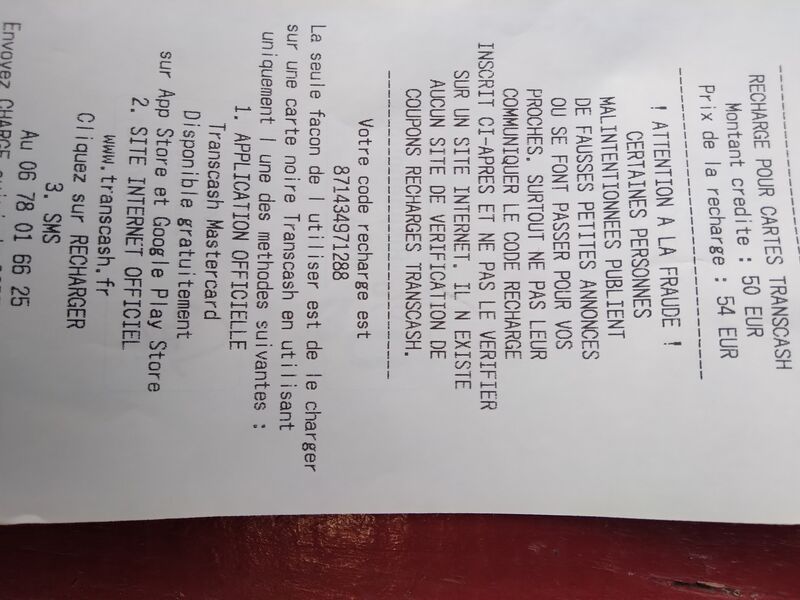 RECHARGE POUR CARTES TRANSCASH
Montant credite : 50 EUR
Prix de la recharge : 54 EUR
! ATTENTION A LA FRAUDE !
CERTAINES PERSONNES
MALINTENTIONNEES PUBLIENT
DE FAUSSES PETITES ANNONCES
OU SE FONT PASSER POUR VOS
PROCHES. SURTOUT NE PAS LEUR
COMMUNIQUER LE CODE RECHARGE
INSCRIT CI-APRES ET NE PAS LE VERIFIER
SUR UN SITE INTERNET. IL N EXISTE
AUCUN SITE DE VERIFICATION DE
COUPONS RECHARGES TRANSCASH.
Votre code recharge est
871434971288
La seule facon de l utiliser est de le charger
sur une carte noire Transcash en utilisant
uniquement l une des methodes suivantes :
1. APPLICATION OFFICIELLE
Transcash Mastercard
Disponible gratuitement
sur App Store et Google Play Store
2. SITE INTERNET OFFICIEL
www.transcash.fr
Cliquez sur RECHARGER
3. SMS
Au 06 78 01 66 25
Envoyez CHARGE